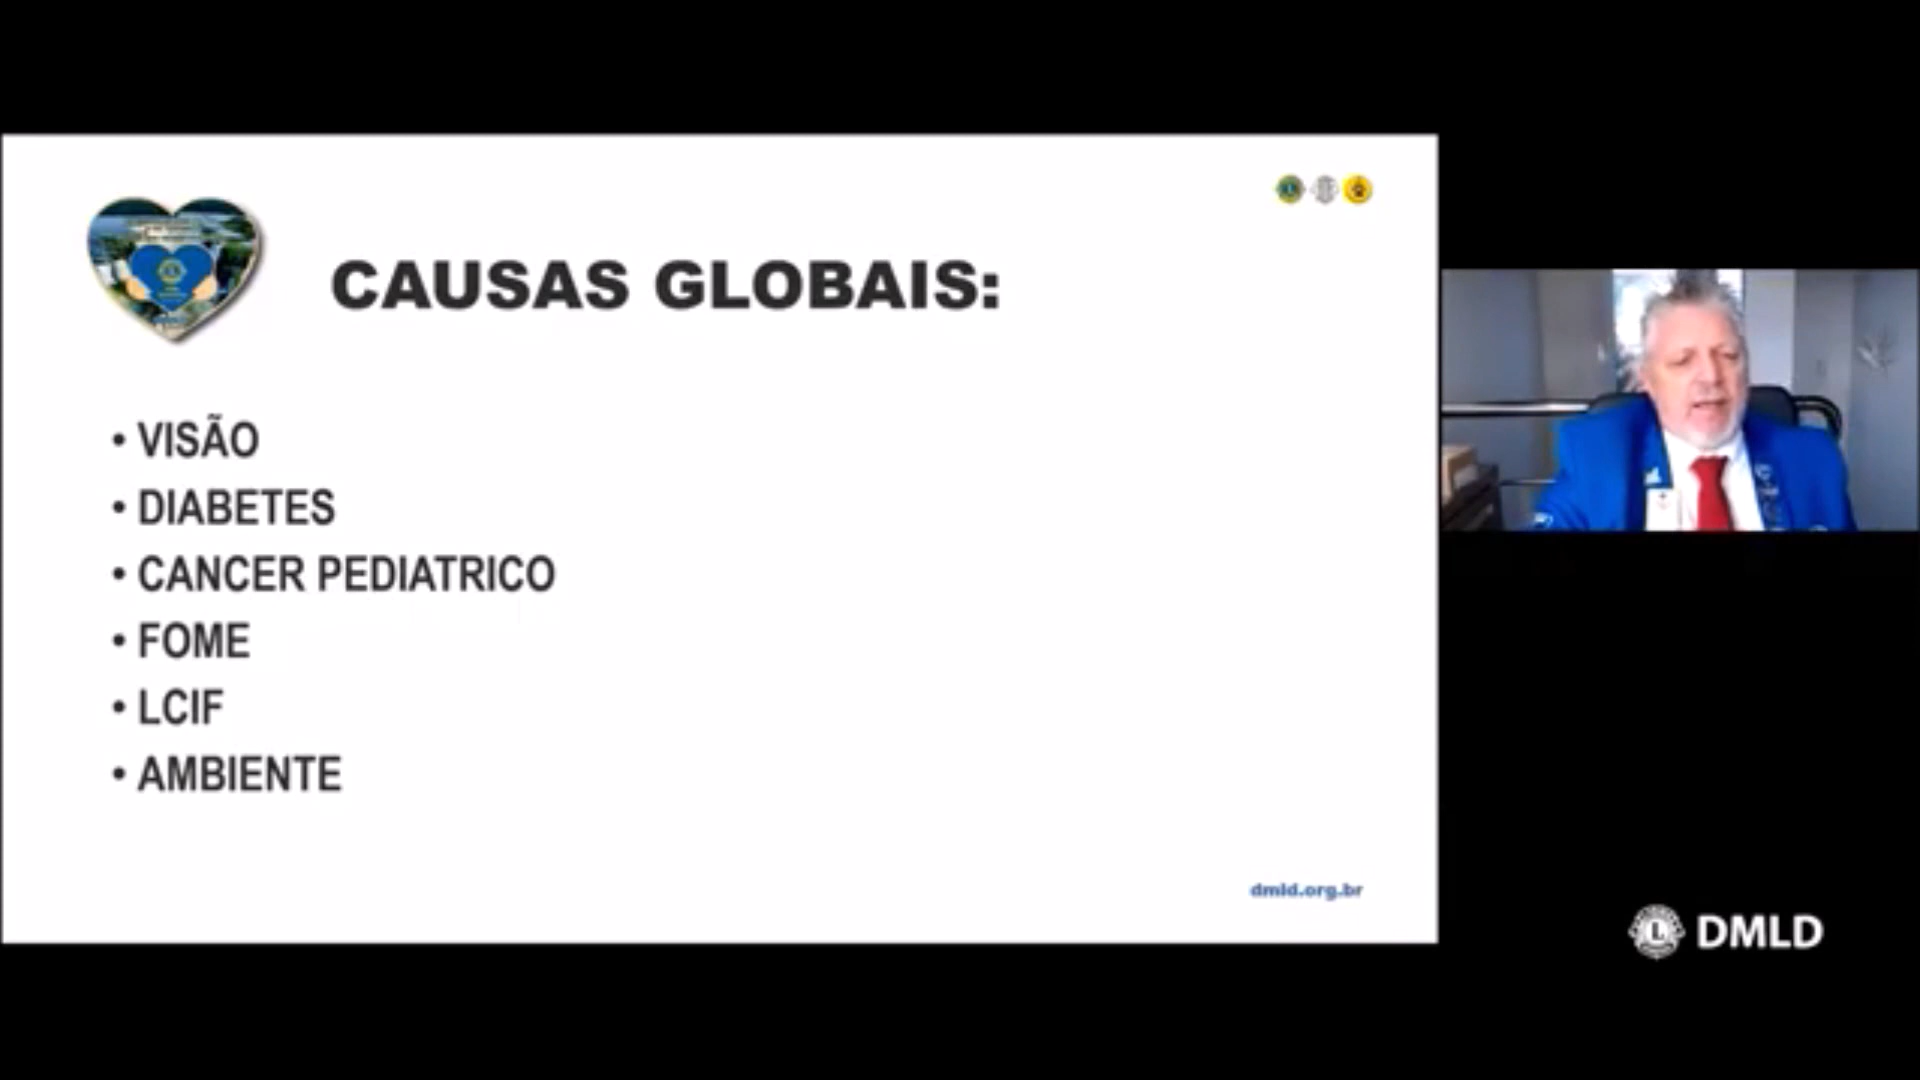 CAUSAS GLOBAIS:
• VISÃO
• DIABETES
• CANCER PEDIATRICO
• FOME
• LCIF
• AMBIENTE
dmld.org.br
L DMLD